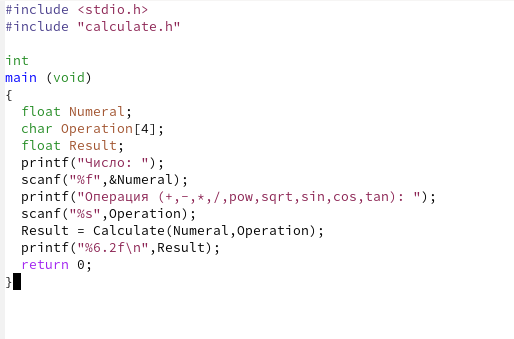 #include <stdio.h>
#include "calculate.h"

int
main (void)
{
  float Numeral;
  char Operation[4];
  float Result;
  printf("Число: ");
  scanf("%f",&Numeral);
  printf("Операция (+,-,*,/,pow,sqrt,sin,cos,tan): ");
  scanf("%s",Operation);
  Result = Calculate(Numeral,Operation);
  printf("%6.2f\n",Result);
  return 0;
}